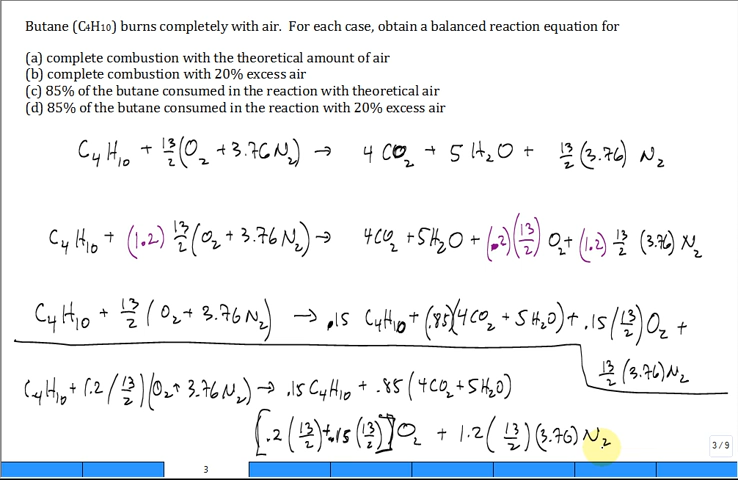 Butane (C4H10) burns completely with air. For each case, obtain a balanced reaction equation for
(a) complete combustion with the theoretical amount of air
(b) complete combustion with 20% excess air
(c) 85% of the butane consumed in the reaction with theoretical air
(d) 85% of the butane consumed in the reaction with 20% excess air
C₄H₁₀ + 13/2 (O₂ + 3.76N₂) → 4CO₂ + 5H₂O + 13/2 (3.76) N₂
C₄H₁₀ + (1.2) 13/2 (O₂ + 3.76N₂) → 4CO₂ + 5H₂O + (.2)(13/2) O₂ + (1.2) 13/2 (3.76) N₂
C₄H₁₀ + 13/2 (O₂ + 3.76N₂) → .15 C₄H₁₀ + (.85)(4CO₂ + 5H₂O) + .15(13/2)O₂ +
13/2 (3.76)N₂
C₄H₁₀ + 1.2(13/2)(O₂ + 3.76N₂) → .15C₄H₁₀ + .85(4CO₂ + 5H₂O)
[.2(13/2) + .15(13/2)]O₂ + 1.2(13/2)(3.76)N₂
3/9
3